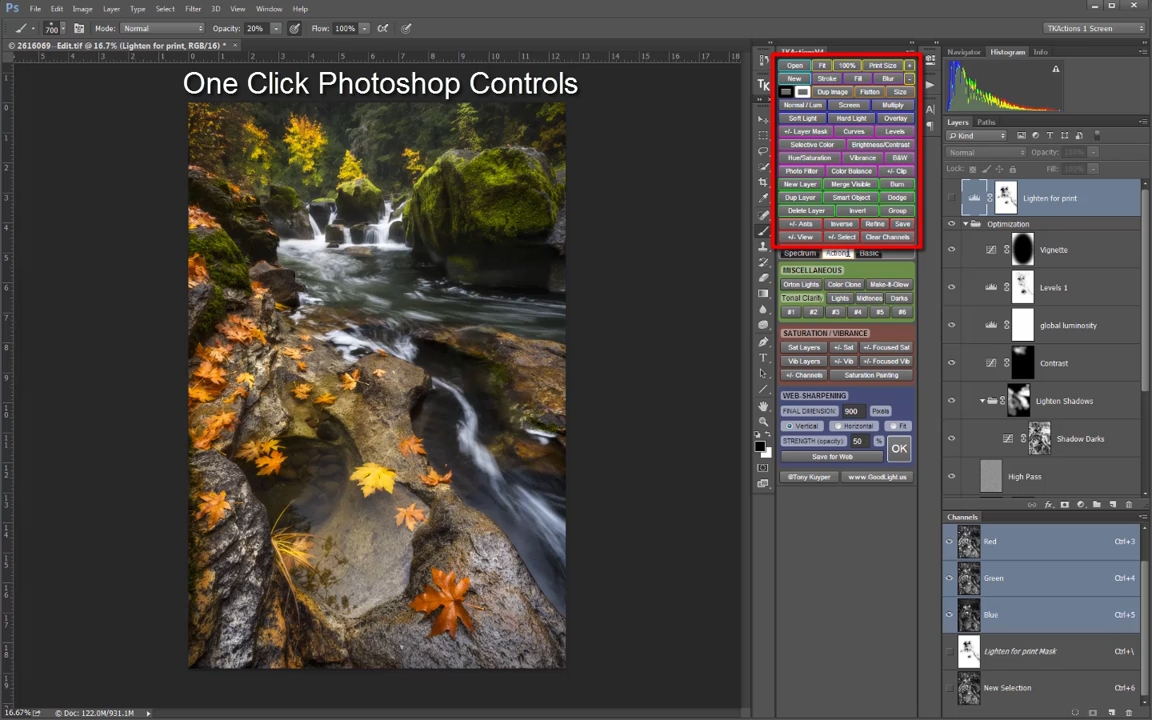 Ps File Edit Image Layer Type Select Filter 3D View Window Help
700 Mode: Normal Opacity: 20% Flow: 100% TKActions 1 Screen
© 2616069--Edit.tif @ 16.7% (Lighten for print, RGB/16) * ×
One Click Photoshop Controls
TKActionsV4
Open Fit 100% Print Size +
New Stroke Fill Blur -
Dup Image Flatten Size
Normal / Lum Screen Multiply
Soft Light Hard Light Overlay
+/- Layer Mask Curves Levels
Selective Color Brightness/Contrast
Hue/Saturation Vibrance B&W
Photo Filter Color Balance +/- Clip
New Layer Merge Visible Burn
Dup Layer Smart Object Dodge
Delete Layer Invert Group
+/- Ants Inverse Refine Save
+/- View +/- Select Clear Channels
Spectrum Actions Basic
MISCELLANEOUS
Orton Lights Color Clone Make-It-Glow
Tonal Clarity Lights Midtones Darks
#1 #2 #3 #4 #5 #6
SATURATION / VIBRANCE
Sat Layers +/- Sat +/- Focused Sat
Vib Layers +/- Vib +/- Focused Vib
+/- Channels Saturation Painting
WEB-SHARPENING
FINAL DIMENSION: 900 Pixels
Vertical Horizontal Fit
STRENGTH (opacity): 50 %
OK
Save for Web
©Tony Kuyper www.GoodLight.us
TK
Navigator Histogram Info
Layers Paths
Kind
Normal Opacity: 100%
Lock: Fill: 100%
Lighten for print
Optimization
Vignette
Levels 1
global luminosity
Contrast
Lighten Shadows
Shadow Darks
High Pass
fx
Channels
Red Ctrl+3
Green Ctrl+4
Blue Ctrl+5
Lighten for print Mask Ctrl+\
New Selection Ctrl+6
16.67% Doc: 122.0M/931.1M